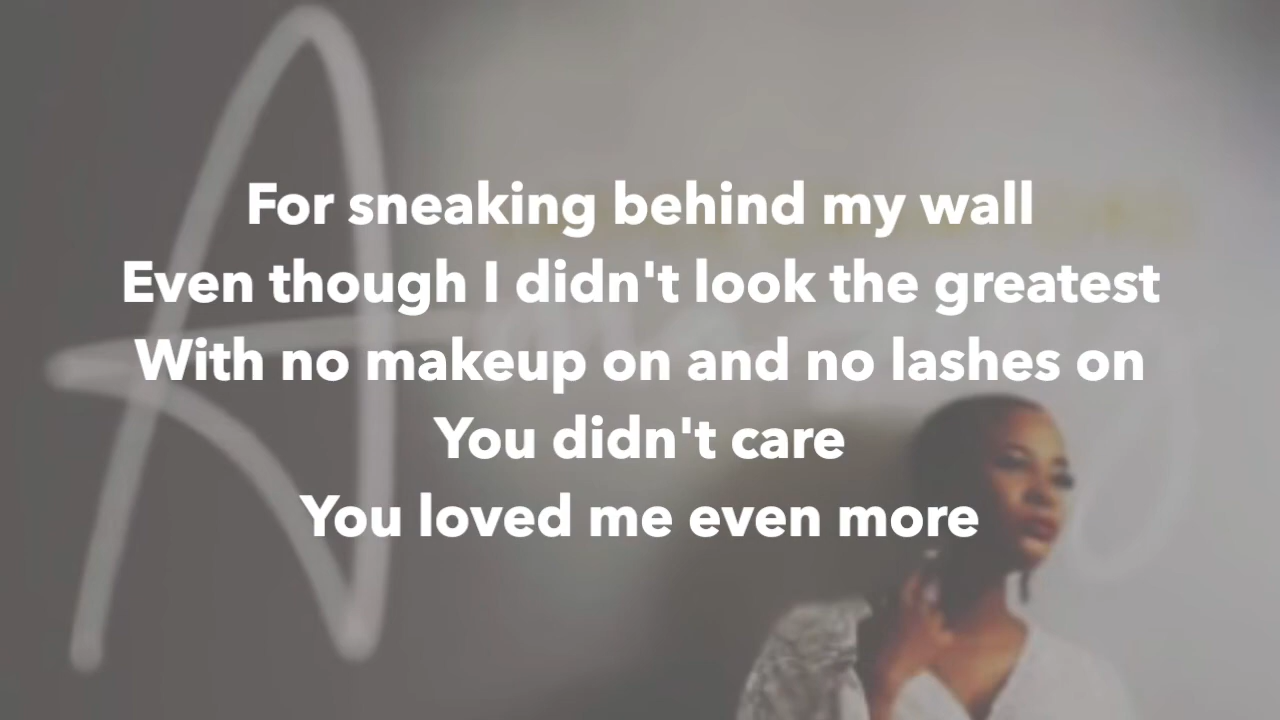 For sneaking behind my wall
Even though I didn't look the greatest
With no makeup on and no lashes on
You didn't care
You loved me even more